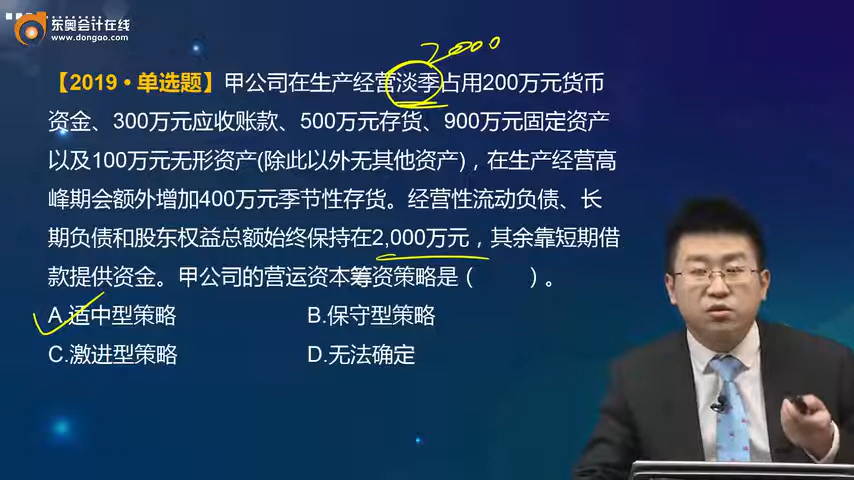 东奥会计在线
www.dongao.com
2000
【2019·单选题】甲公司在生产经营淡季占用200万元货币
资金、300万元应收账款、500万元存货、900万元固定资产
以及100万元无形资产(除此以外无其他资产)，在生产经营高
峰期会额外增加400万元季节性存货。经营性流动负债、长
期负债和股东权益总额始终保持在2,000万元，其余靠短期借
款提供资金。甲公司的营运资本筹资策略是（　　）。
A.适中型策略　　B.保守型策略
C.激进型策略　　D.无法确定